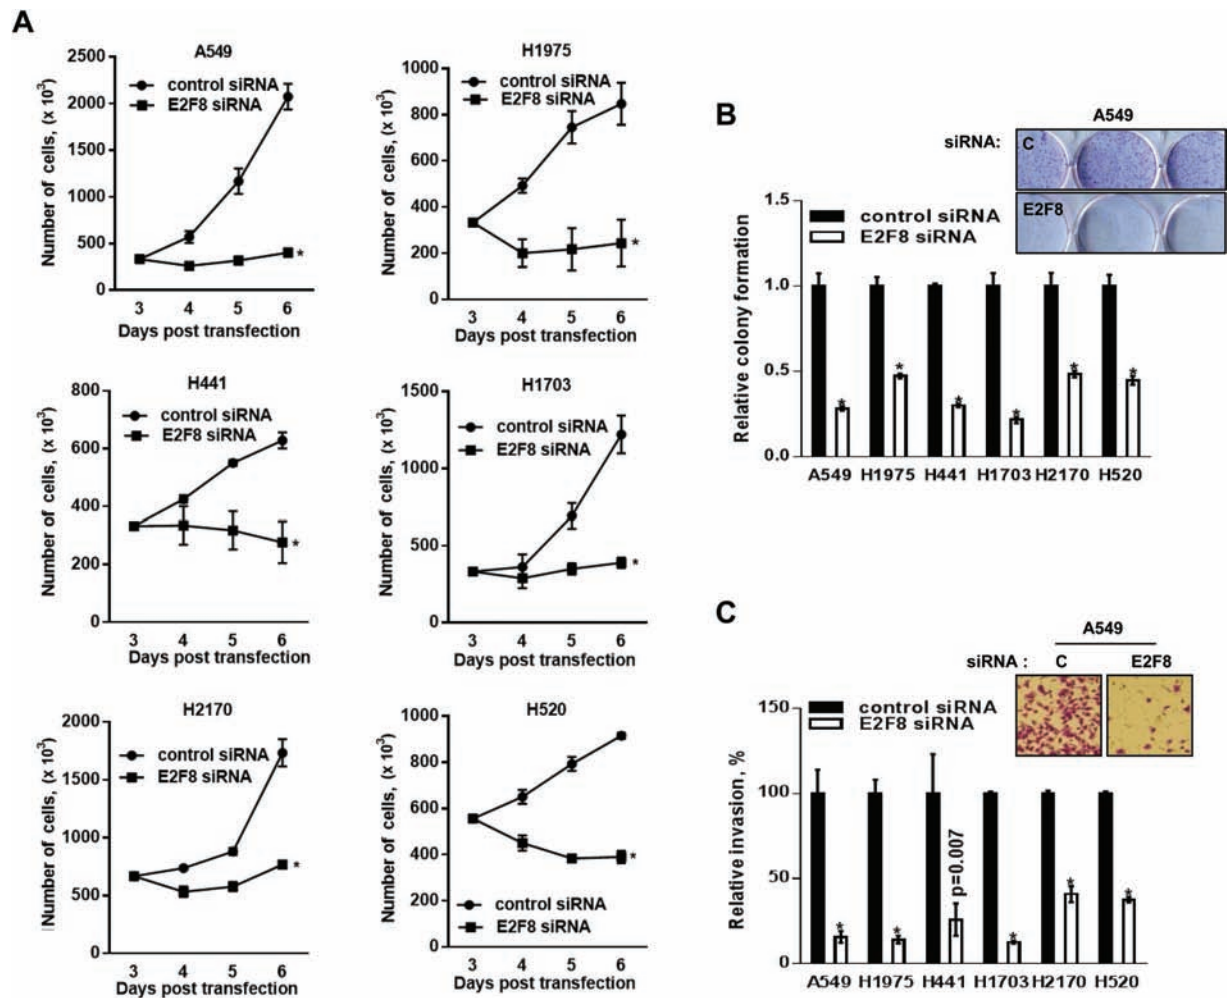 A
A549
2500
2000
1500
1000
500
0
Number of cells, (x 10³)
control siRNA
E2F8 siRNA
*
3 4 5 6
Days post transfection
H1975
1000
800
600
400
200
0
Number of cells, (x 10³)
control siRNA
E2F8 siRNA
*
3 4 5 6
Days post transfection
H441
800
600
400
200
0
Number of cells, (x 10³)
control siRNA
E2F8 siRNA
*
3 4 5 6
Days post transfection
H1703
1500
1000
500
0
Number of cells, (x 10³)
control siRNA
E2F8 siRNA
*
3 4 5 6
Days post transfection
H2170
2000
1500
1000
500
0
Number of cells, (x 10³)
control siRNA
E2F8 siRNA
*
3 4 5 6
Days post transfection
H520
1000
800
600
400
200
0
Number of cells, (x 10³)
control siRNA
E2F8 siRNA
*
3 4 5 6
Days post transfection
B
A549
siRNA:
C
E2F8
1.5
1.0
0.5
0.0
Relative colony formation
control siRNA
E2F8 siRNA
* * * * * *
A549 H1975 H441 H1703 H2170 H520
C
A549
siRNA : C E2F8
150
100
50
0
Relative invasion, %
control siRNA
E2F8 siRNA
* * p=0.007 * * *
A549 H1975 H441 H1703 H2170 H520